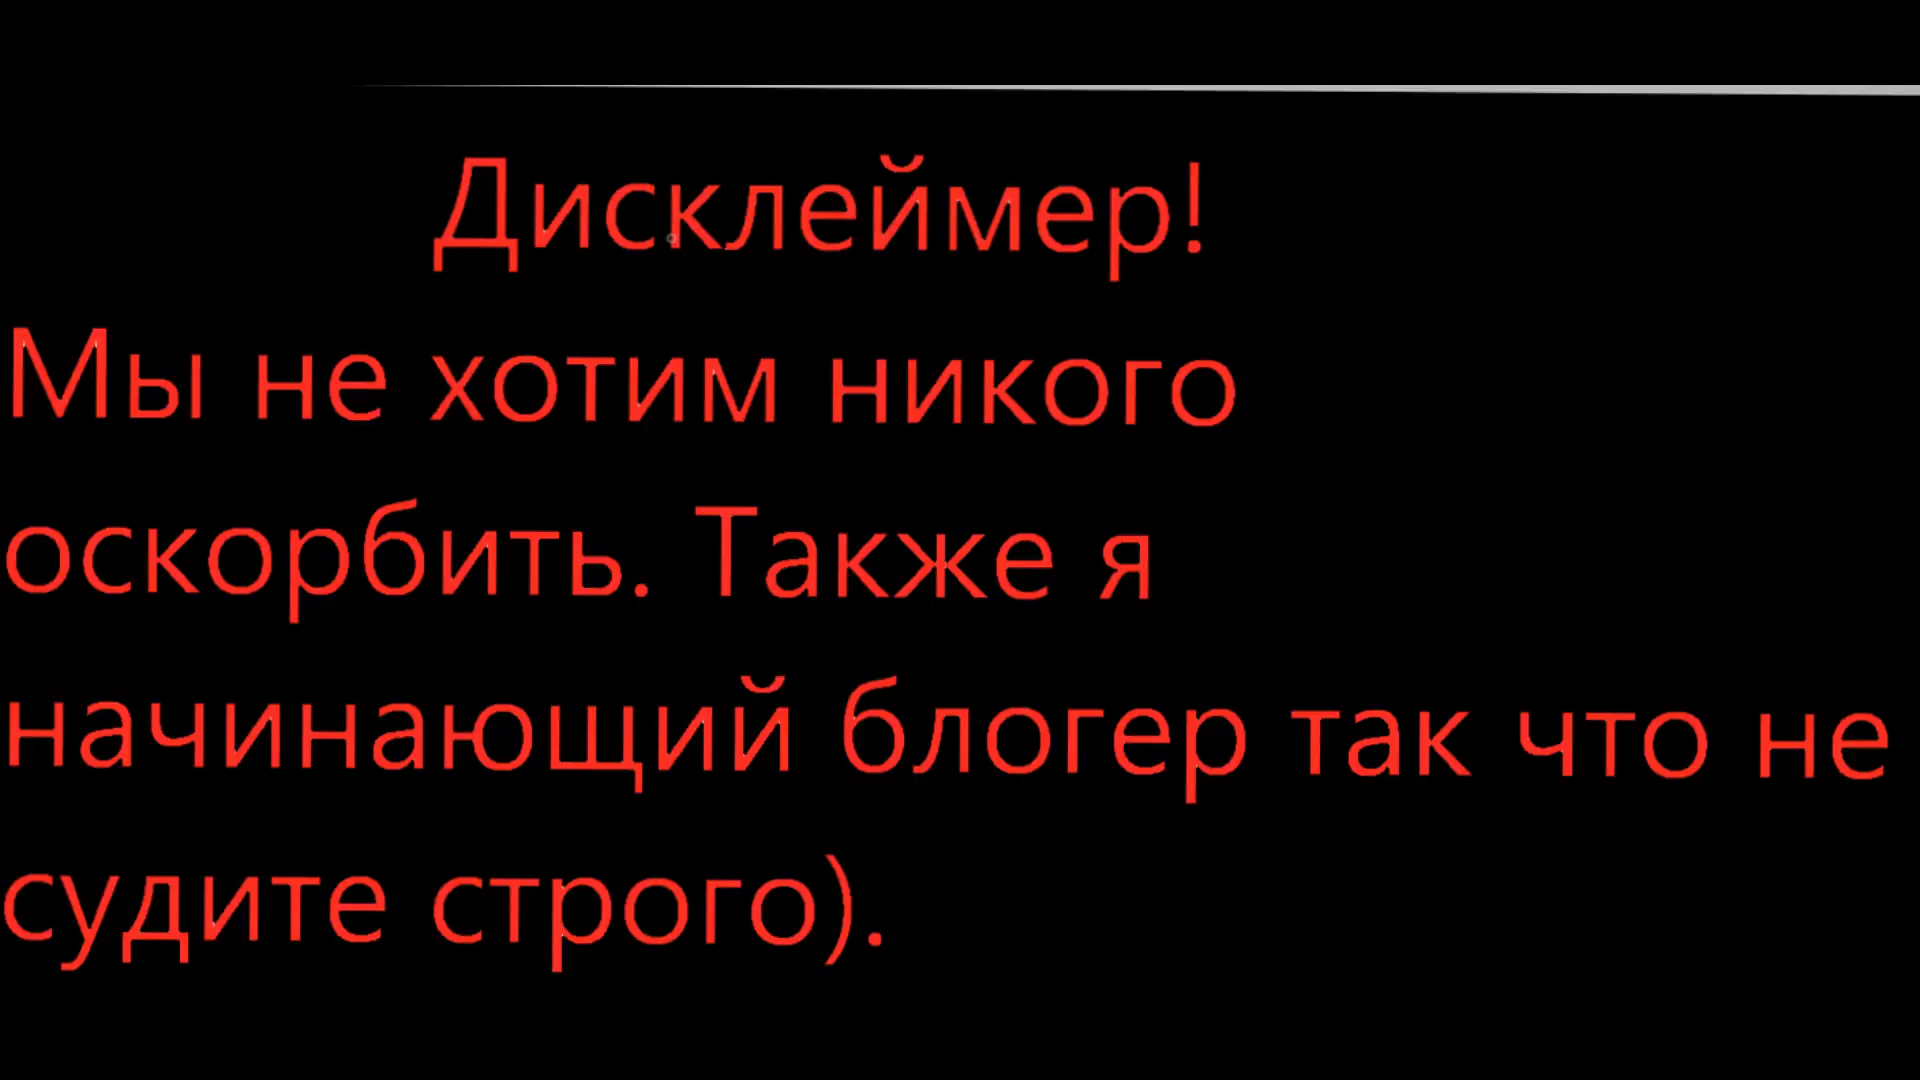 Дисклеймер!
Мы не хотим никого
оскорбить. Также я
начинающий блогер так что не
судите строго).